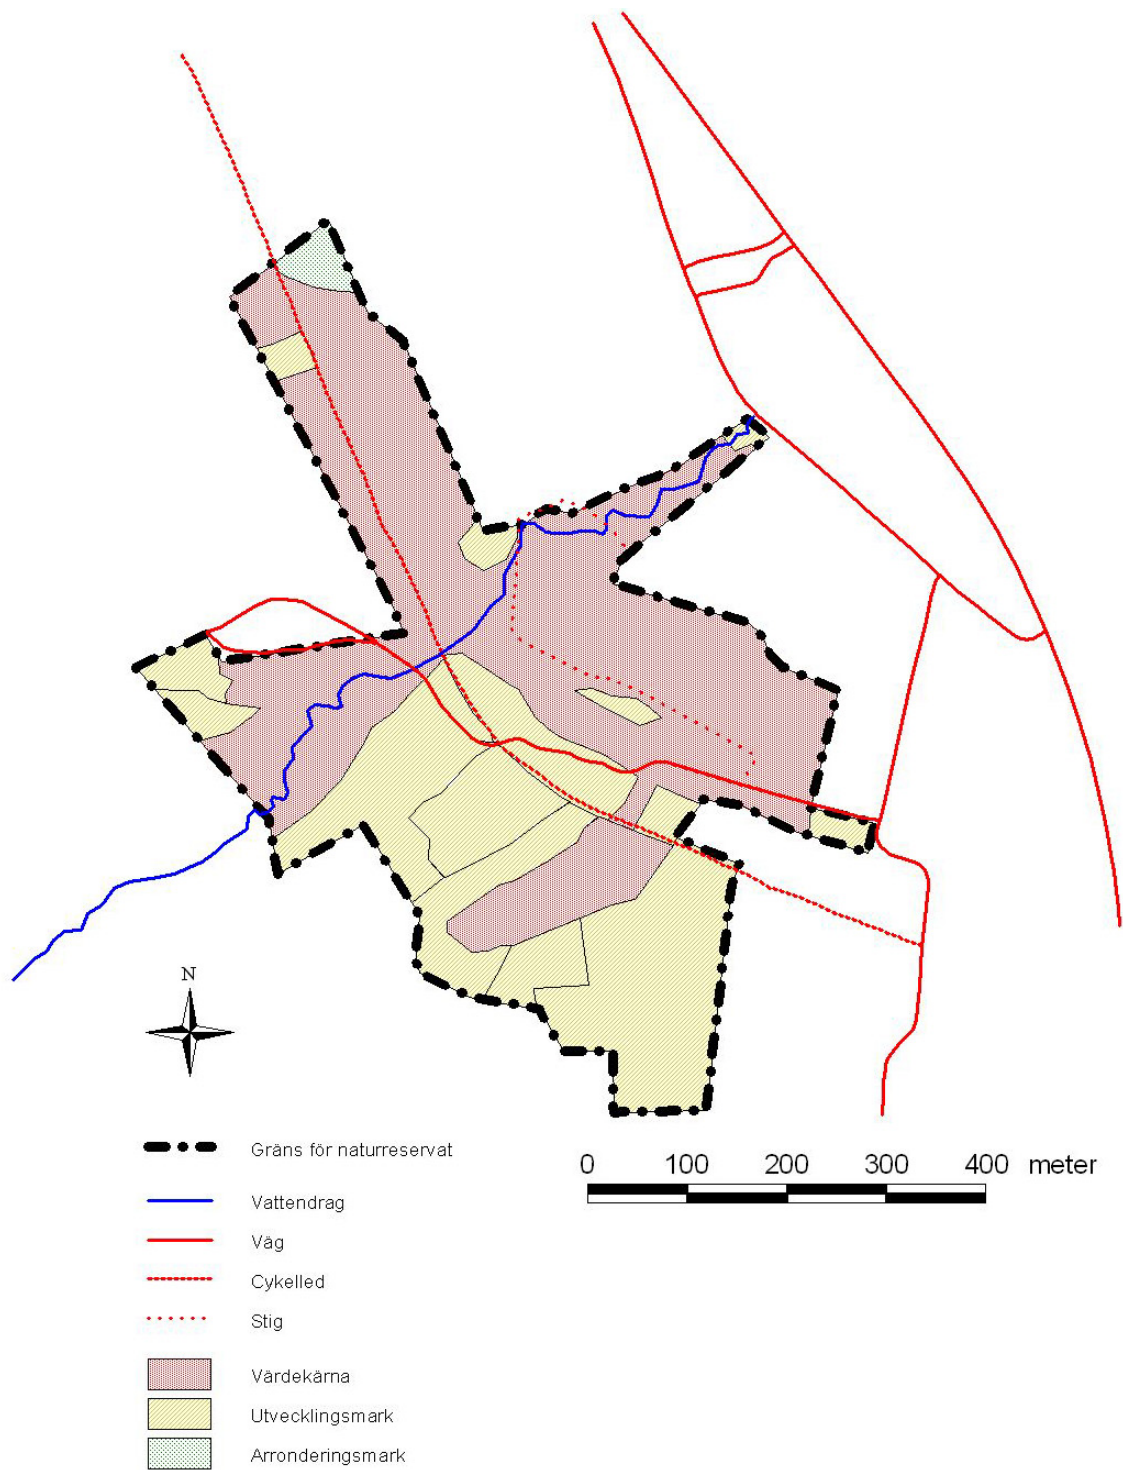 N
Gräns för naturreservat
0 100 200 300 400 meter
Vattendrag
Väg
Cykelled
Stig
Värdekärna
Utvecklingsmark
Arronderingsmark